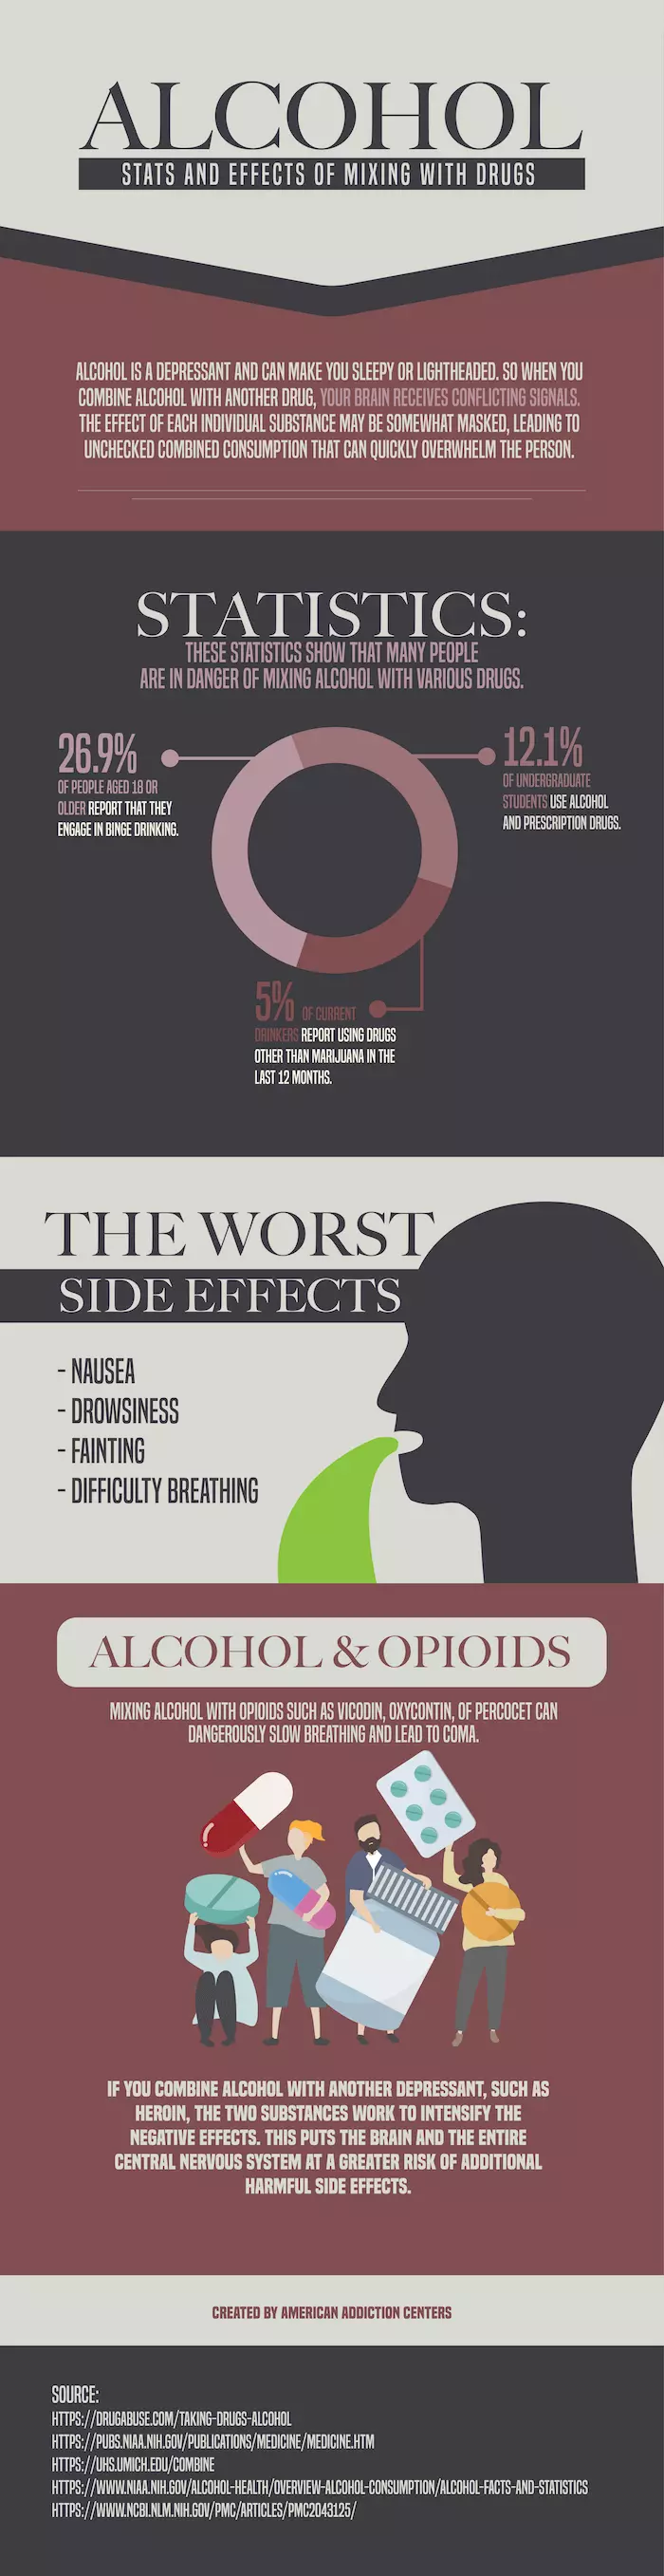 ALCOHOL
STATS AND EFFECTS OF MIXING WITH DRUGS
ALCOHOL IS A DEPRESSANT AND CAN MAKE YOU SLEEPY OR LIGHTHEADED. SO WHEN YOU
COMBINE ALCOHOL WITH ANOTHER DRUG, YOUR BRAIN RECEIVES CONFLICTING SIGNALS.
THE EFFECT OF EACH INDIVIDUAL SUBSTANCE MAY BE SOMEWHAT MASKED, LEADING TO
UNCHECKED COMBINED CONSUMPTION THAT CAN QUICKLY OVERWHELM THE PERSON.
STATISTICS:
THESE STATISTICS SHOW THAT MANY PEOPLE
ARE IN DANGER OF MIXING ALCOHOL WITH VARIOUS DRUGS.
26.9%
OF PEOPLE AGED 18 OR
OLDER REPORT THAT THEY
ENGAGE IN BINGE DRINKING.
12.1%
OF UNDERGRADUATE
STUDENTS USE ALCOHOL
AND PRESCRIPTION DRUGS.
5% OF CURRENT
DRINKERS REPORT USING DRUGS
OTHER THAN MARIJUANA IN THE
LAST 12 MONTHS.
THE WORST
SIDE EFFECTS
- NAUSEA
- DROWSINESS
- FAINTING
- DIFFICULTY BREATHING
ALCOHOL & OPIOIDS
MIXING ALCOHOL WITH OPIOIDS SUCH AS VICODIN, OXYCONTIN, OF PERCOCET CAN
DANGEROUSLY SLOW BREATHING AND LEAD TO COMA.
IF YOU COMBINE ALCOHOL WITH ANOTHER DEPRESSANT, SUCH AS
HEROIN, THE TWO SUBSTANCES WORK TO INTENSIFY THE
NEGATIVE EFFECTS. THIS PUTS THE BRAIN AND THE ENTIRE
CENTRAL NERVOUS SYSTEM AT A GREATER RISK OF ADDITIONAL
HARMFUL SIDE EFFECTS.
CREATED BY AMERICAN ADDICTION CENTERS
SOURCE:
HTTPS://DRUGABUSE.COM/TAKING-DRUGS-ALCOHOL
HTTPS://PUBS.NIAA.NIH.GOV/PUBLICATIONS/MEDICINE/MEDICINE.HTM
HTTPS://UHS.UMICH.EDU/COMBINE
HTTPS://WWW.NIAA.NIH.GOV/ALCOHOL-HEALTH/OVERVIEW-ALCOHOL-CONSUMPTION/ALCOHOL-FACTS-AND-STATISTICS
HTTPS://WWW.NCBI.NLM.NIH.GOV/PMC/ARTICLES/PMC2043125/